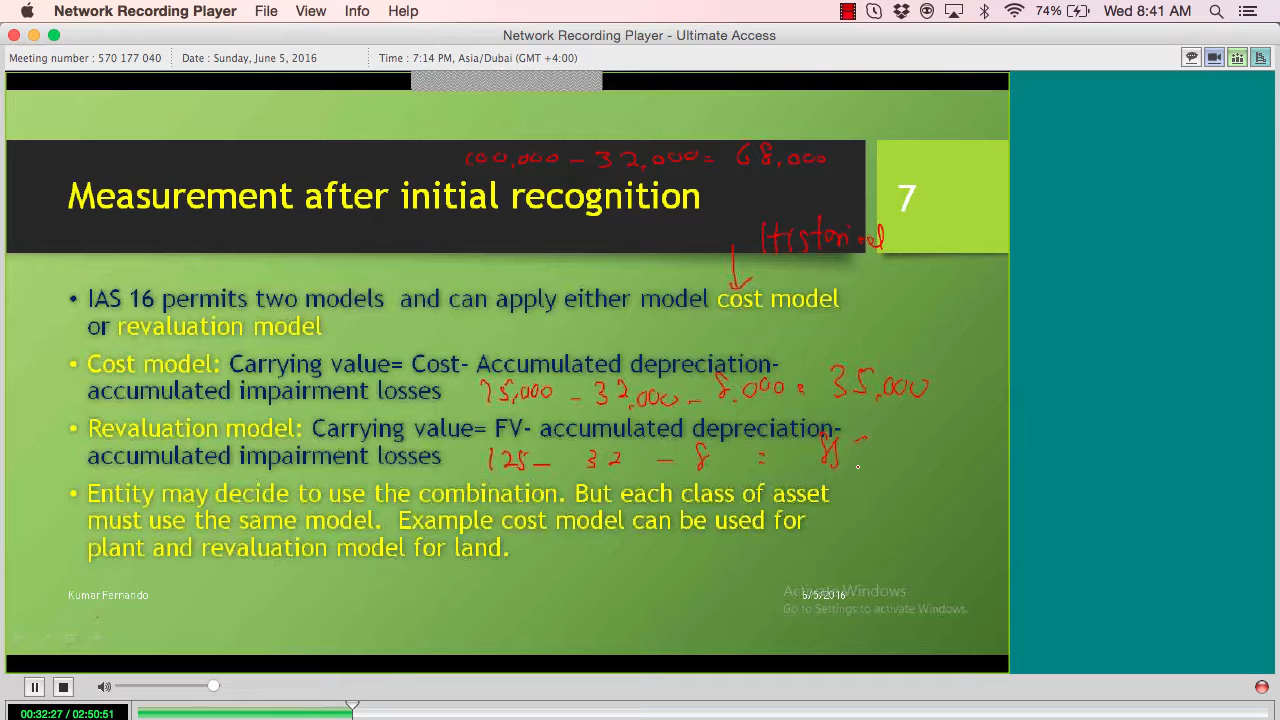 Network Recording Player File View Info Help 74% Wed 8:41 AM
Network Recording Player - Ultimate Access
Meeting number : 570 177 040 Date : Sunday, June 5, 2016 Time : 7:14 PM, Asia/Dubai (GMT+4:00)
100,000 - 32,000 = 68,000
Measurement after initial recognition
7
Historical
• IAS 16 permits two models and can apply either model cost model
or revaluation model
• Cost model: Carrying value= Cost- Accumulated depreciation-
accumulated impairment losses 75,000 - 32,000 - 8,000 = 35,000
• Revaluation model: Carrying value= FV- accumulated depreciation-
accumulated impairment losses 125 - 32 - 8 =
• Entity may decide to use the combination. But each class of asset
must use the same model. Example cost model can be used for
plant and revaluation model for land.
Kumar Fernando 6/5/2016
Activate Windows
Go to Settings to activate Windows.
00:32:27 / 02:50:51